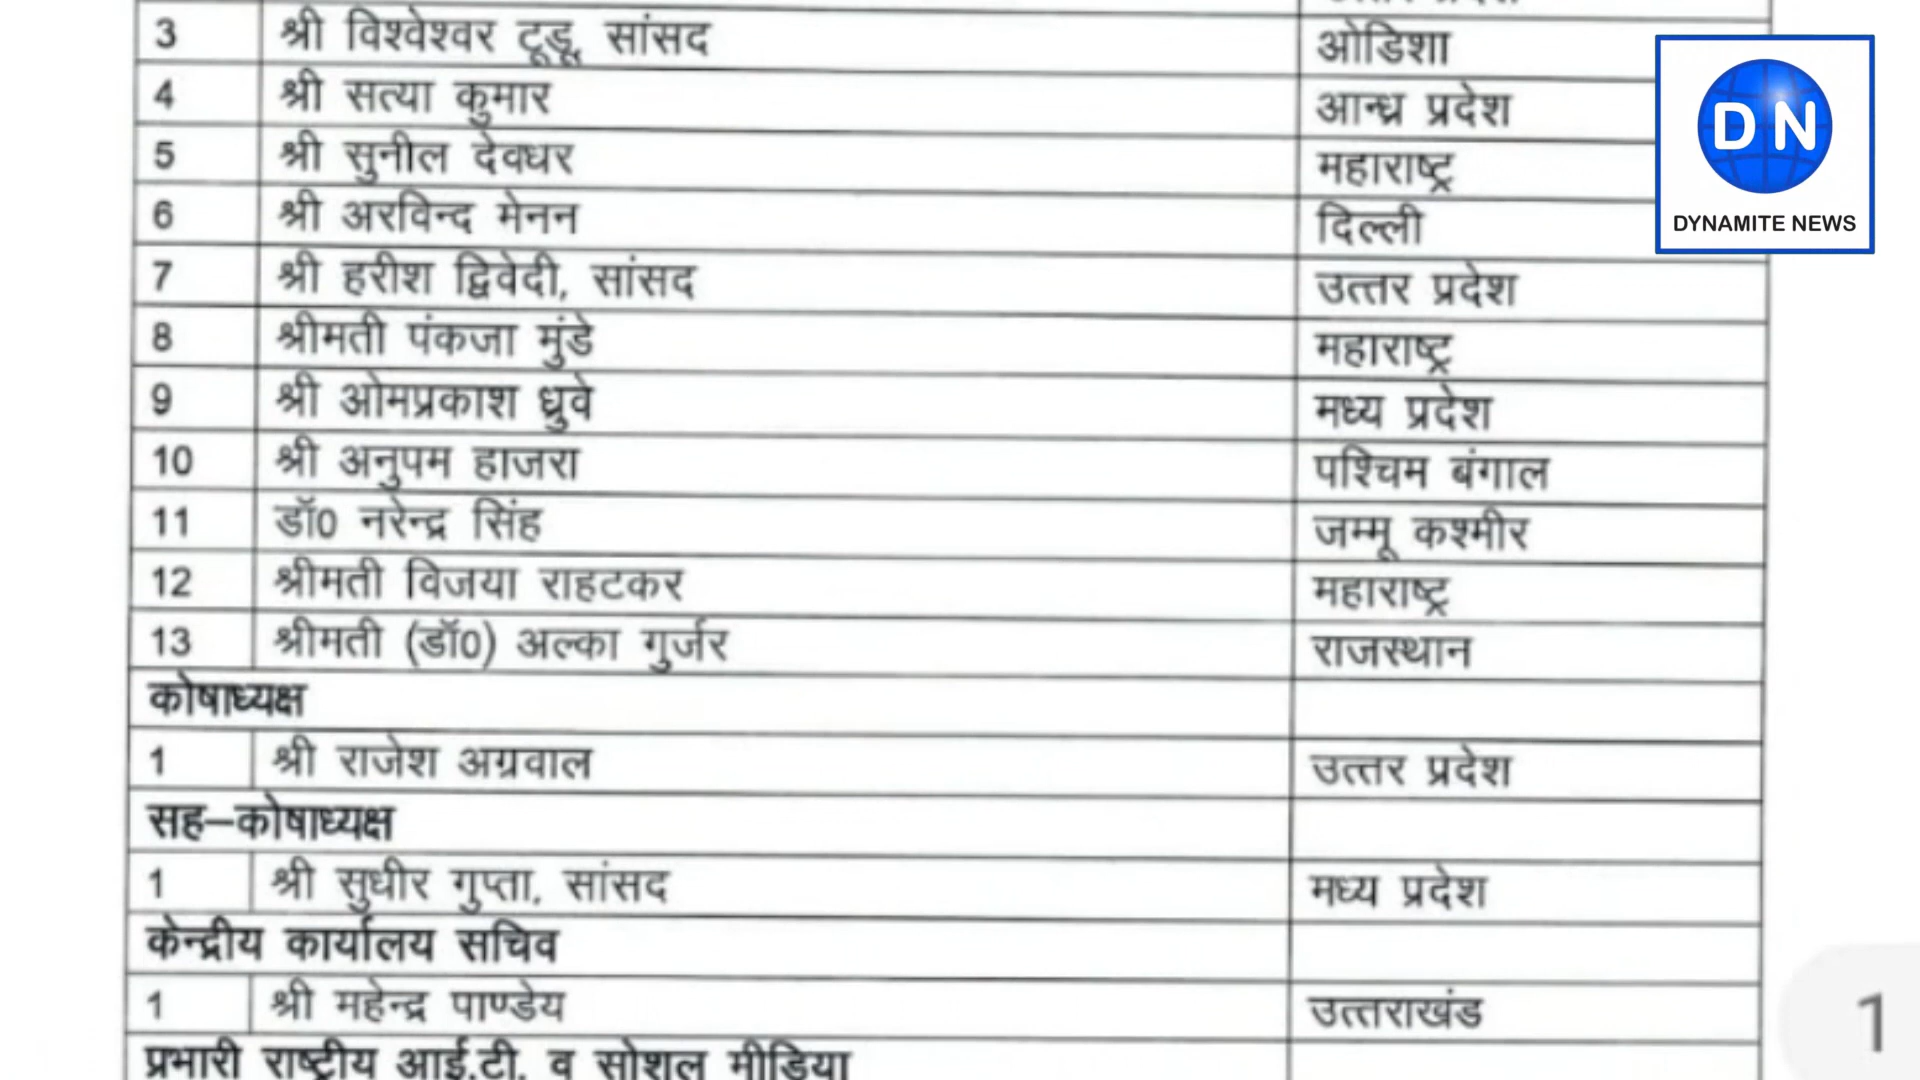 3 श्री विश्वेश्वर टूडू, सांसद ओडिशा
4 श्री सत्या कुमार आन्ध्र प्रदेश
5 श्री सुनील देवधर महाराष्ट्र
6 श्री अरविन्द मेनन दिल्ली
7 श्री हरीश द्विवेदी, सांसद उत्तर प्रदेश
8 श्रीमती पंकजा मुंडे महाराष्ट्र
9 श्री ओमप्रकाश ध्रुवे मध्य प्रदेश
10 श्री अनुपम हाजरा पश्चिम बंगाल
11 डॉ0 नरेन्द्र सिंह जम्मू कश्मीर
12 श्रीमती विजया राहटकर महाराष्ट्र
13 श्रीमती (डॉ0) अल्का गुर्जर राजस्थान
कोषाध्यक्ष
1 श्री राजेश अग्रवाल उत्तर प्रदेश
सह–कोषाध्यक्ष
1 श्री सुधीर गुप्ता, सांसद मध्य प्रदेश
केन्द्रीय कार्यालय सचिव
1 श्री महेन्द्र पाण्डेय उत्तराखंड
प्रभारी राष्ट्रीय आई.टी. व सोशल मीडिया
DN
DYNAMITE NEWS
1